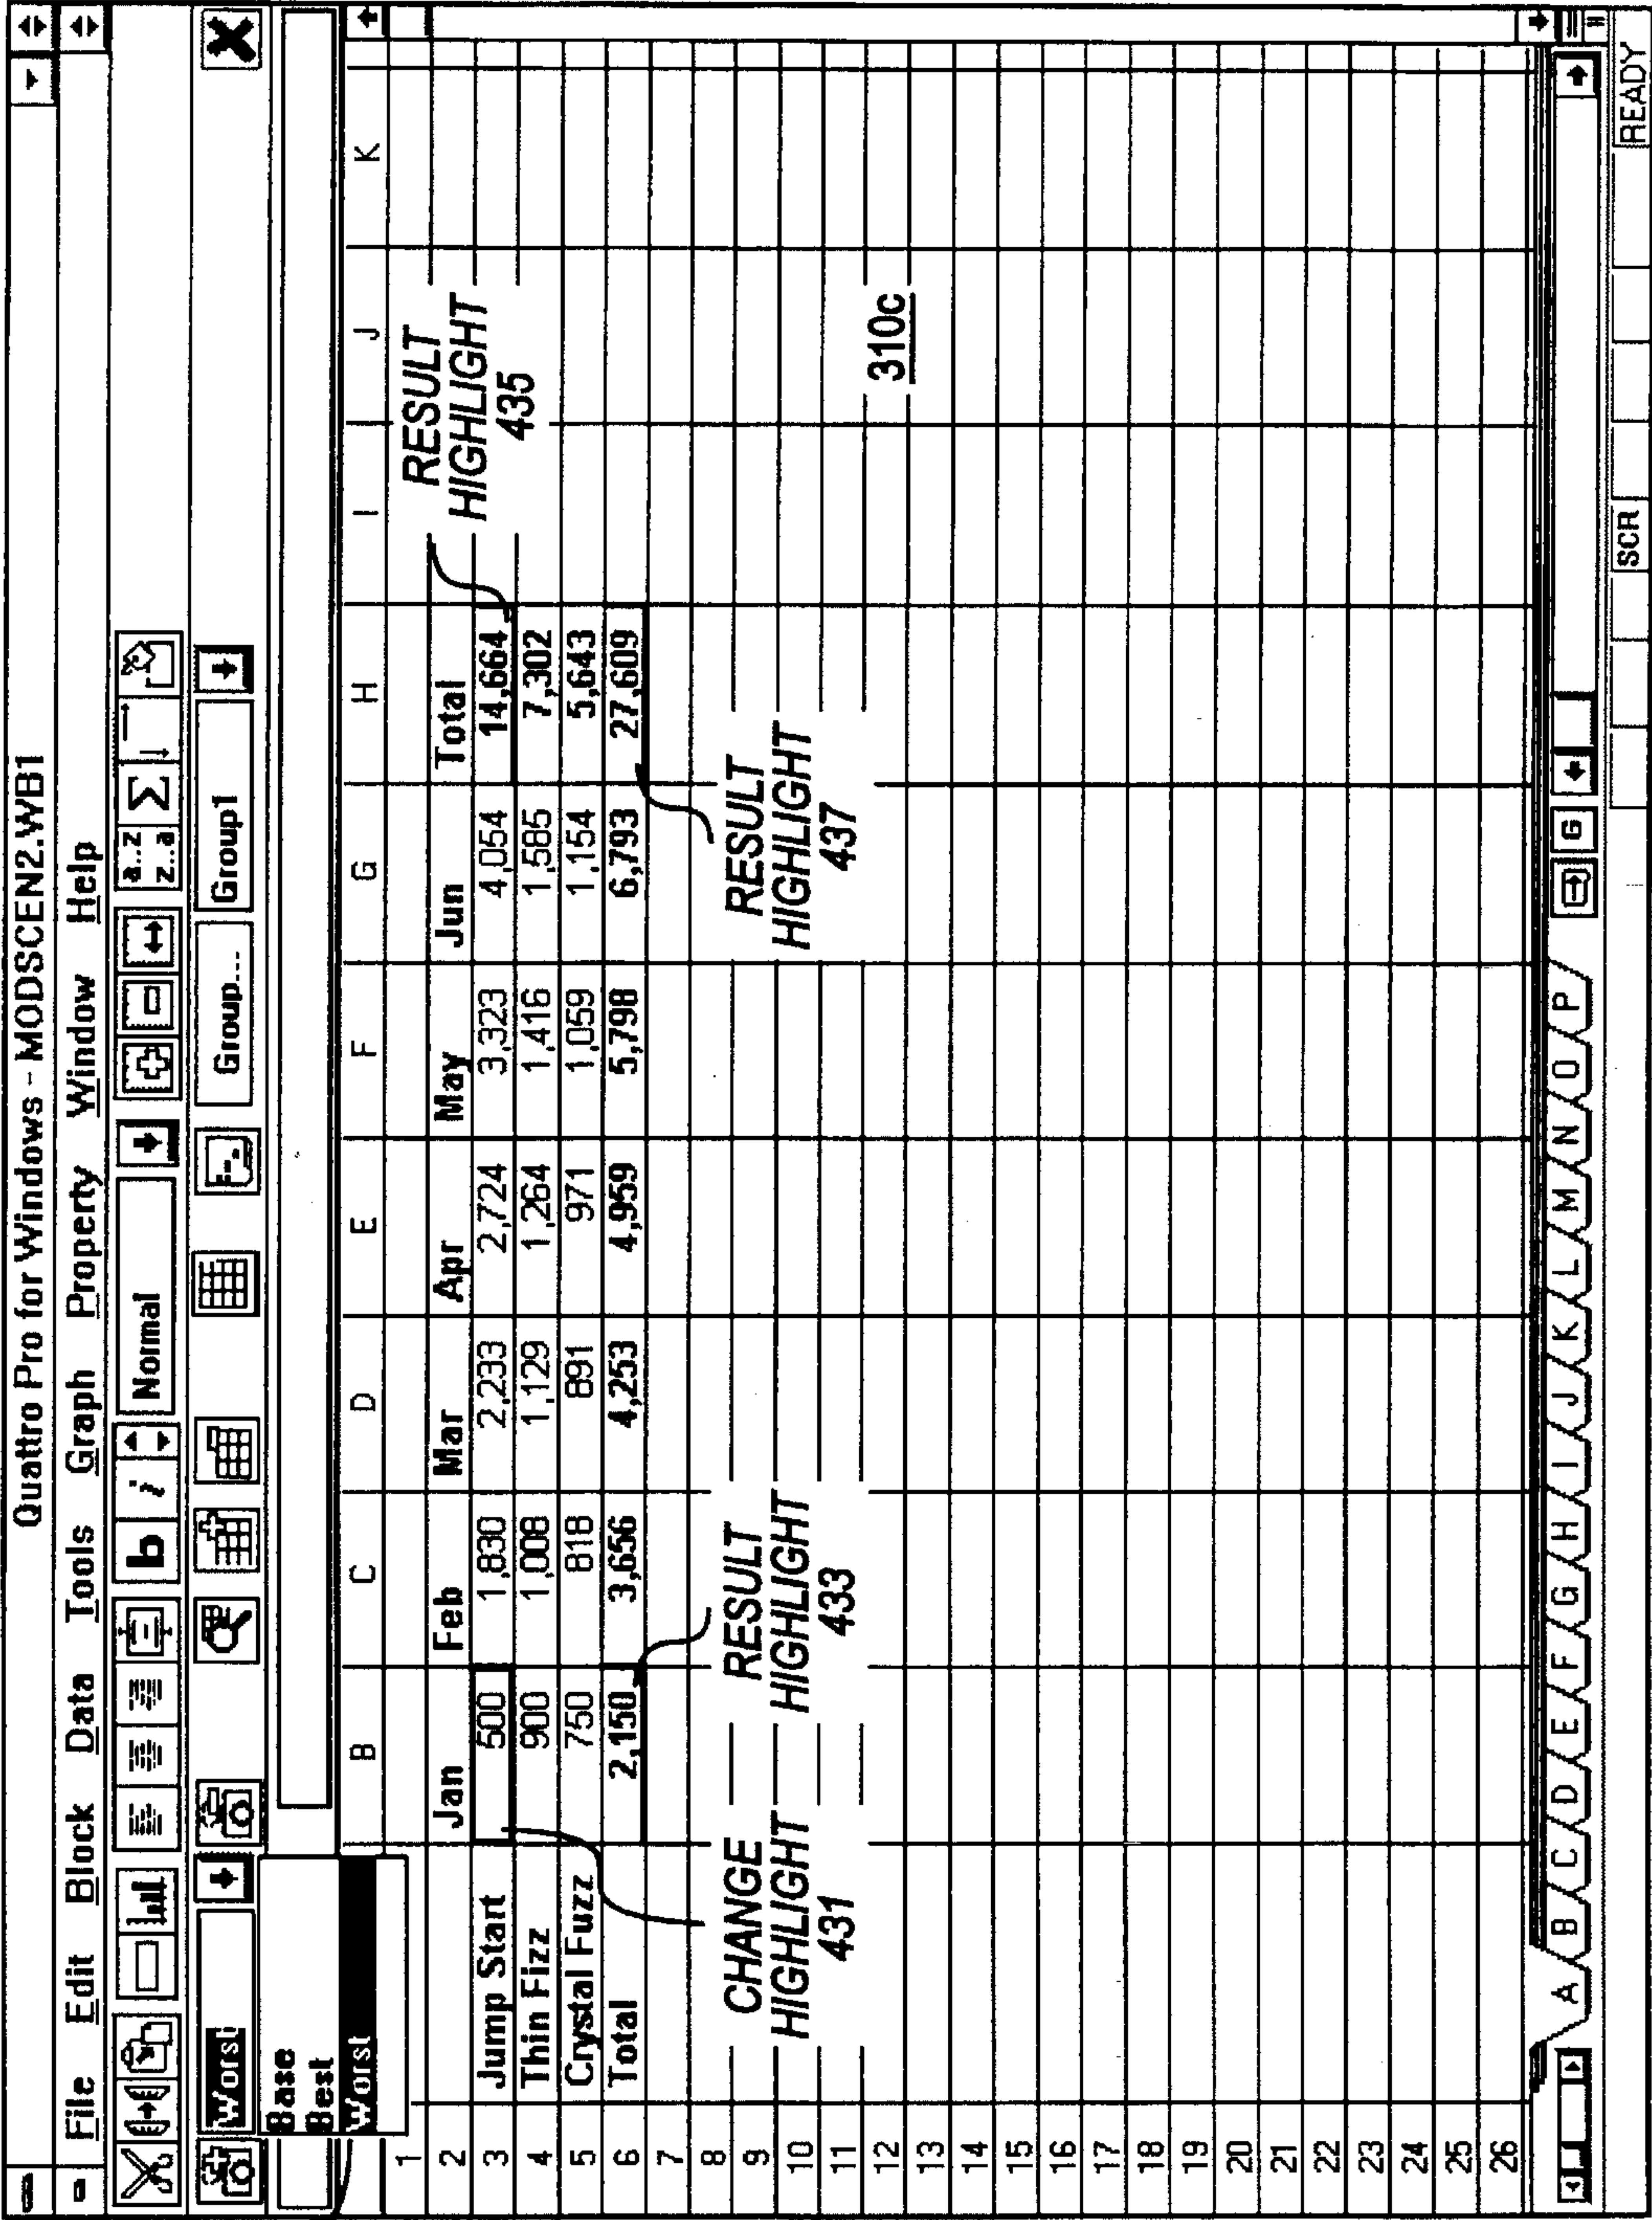 Quattro Pro for Windows - MODSCEN2.WB1
File Edit Block Data Tools Graph Property Window Help
b i Normal a..z z..a Σ
Worst Group... Group1
Base
Best
Worst
B C D E F G H I J K
1
2 Jan Feb Mar Apr May Jun Total
3 Jump Start 500 1,830 2,233 2,724 3,323 4,054 14,664
4 Thin Fizz 900 1,008 1,129 1,264 1,416 1,585 7,302
5 Crystal Fuzz 750 818 891 971 1,059 1,154 5,643
6 Total 2,150 3,656 4,253 4,959 5,798 6,793 27,609
7
8
9
10
11
12
13
14
15
16
17
18
19
20
21
22
23
24
25
26
CHANGE
HIGHLIGHT
431
RESULT
HIGHLIGHT
433
RESULT
HIGHLIGHT
437
RESULT
HIGHLIGHT
435
310c
A B C D E F G H I J K L M N O P G
SCR READY